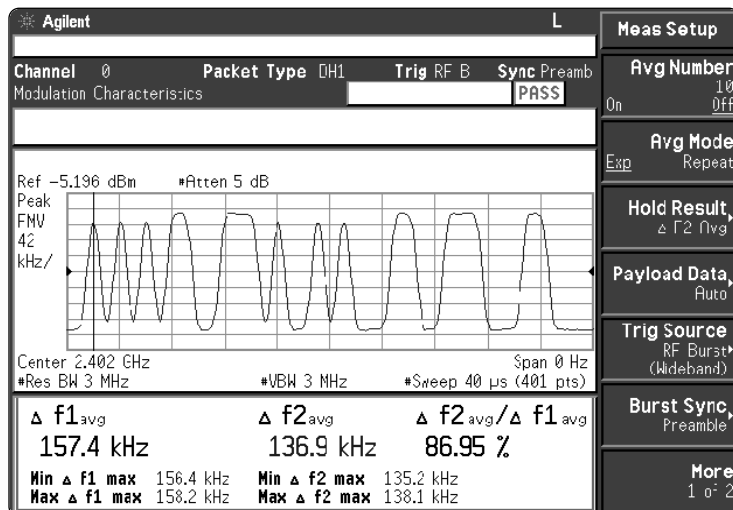 Agilent L
Channel 0 Packet Type DH1 Trig RF B Sync Preamb
Modulation Characteristics PASS
Ref -5.196 dBm #Atten 5 dB
Peak
FMV
42
kHz/
Center 2.402 GHz Span 0 Hz
#Res BW 3 MHz #VBW 3 MHz #Sweep 40 µs (401 pts)
Δ f1avg Δ f2avg Δ f2 avg/Δ f1 avg
157.4 kHz 136.9 kHz 86.95 %
Min Δ f1 max 156.4 kHz Min Δ f2 max 135.2 kHz
Max Δ f1 max 158.2 kHz Max Δ f2 max 138.1 kHz
Meas Setup
Avg Number
10
On Off
Avg Mode
Exp Repeat
Hold Result
Δ F2 Avg
Payload Data
Auto
Trig Source
RF Burst
(Wideband)
Burst Sync
Preamble
More
1 of 2